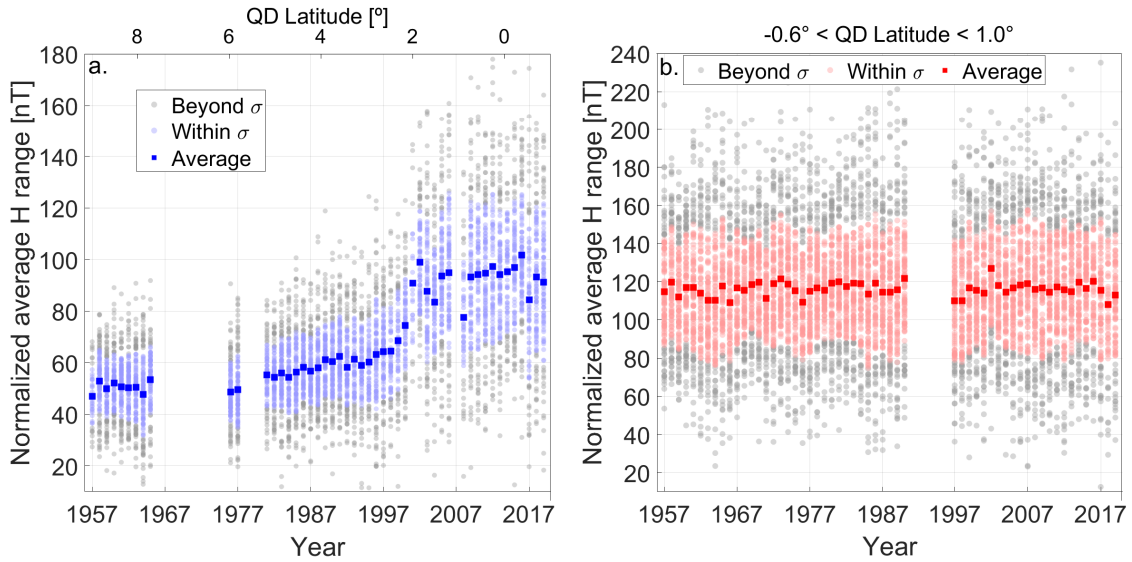 QD Latitude [º]
8 6 4 2 0
a.
Beyond σ
Within σ
Average
Normalized average H range [nT]
180
160
140
120
100
80
60
40
20
1957 1967 1977 1987 1997 2007 2017
Year
-0.6° < QD Latitude < 1.0°
b.
Beyond σ Within σ Average
Normalized average H range [nT]
240
220
200
180
160
140
120
100
80
60
40
20
1957 1967 1977 1987 1997 2007 2017
Year